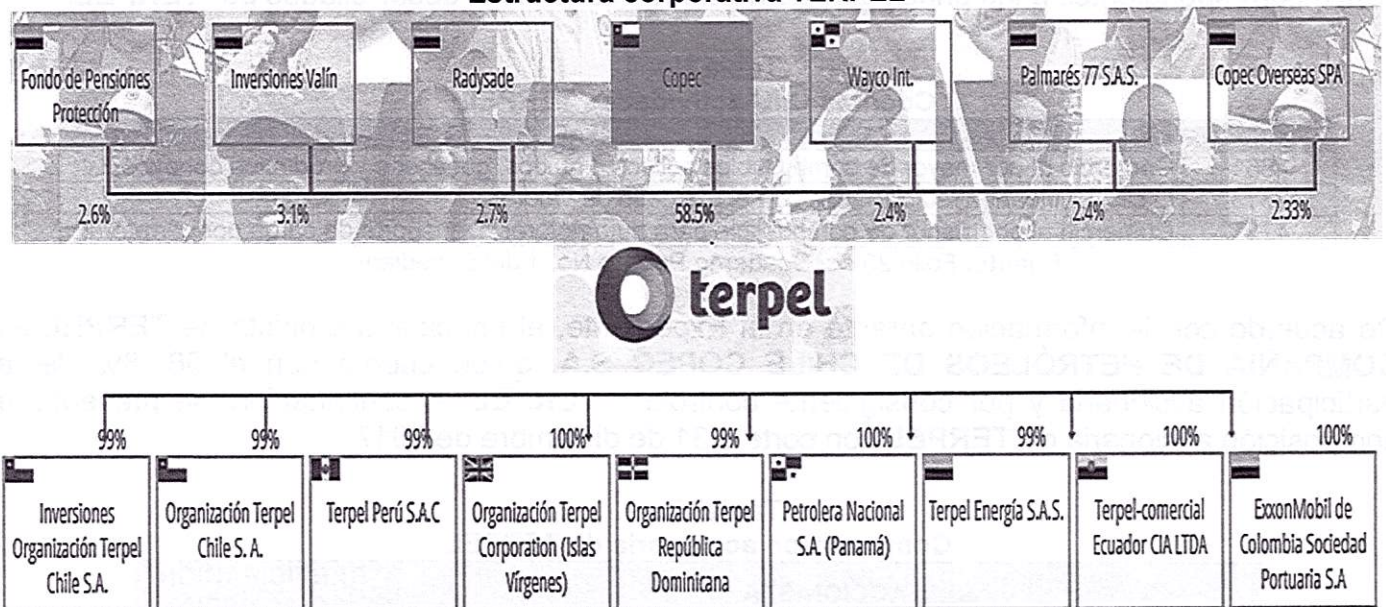 Estructura corporativa TERPEL
Fondo de Pensiones
Protección
Inversiones Valín
Radysade
Copec
Wayco Int.
Palmarés 77 S.A.S.
Copec Overseas SPA
2.6%
3.1%
2.7%
58.5%
2.4%
2.4%
2.33%
terpel
99%
99%
99%
100%
99%
100%
99%
100%
100%
Inversiones
Organización Terpel
Chile S.A.
Organización Terpel
Chile S. A.
Terpel Perú S.A.C
Organización Terpel
Corporation (Islas
Vírgenes)
Organización Terpel
República
Dominicana
Petrolera Nacional
S.A. (Panamá)
Terpel Energía S.A.S.
Terpel-comercial
Ecuador CIA LTDA
ExxonMobil de
Colombia Sociedad
Portuaria S.A